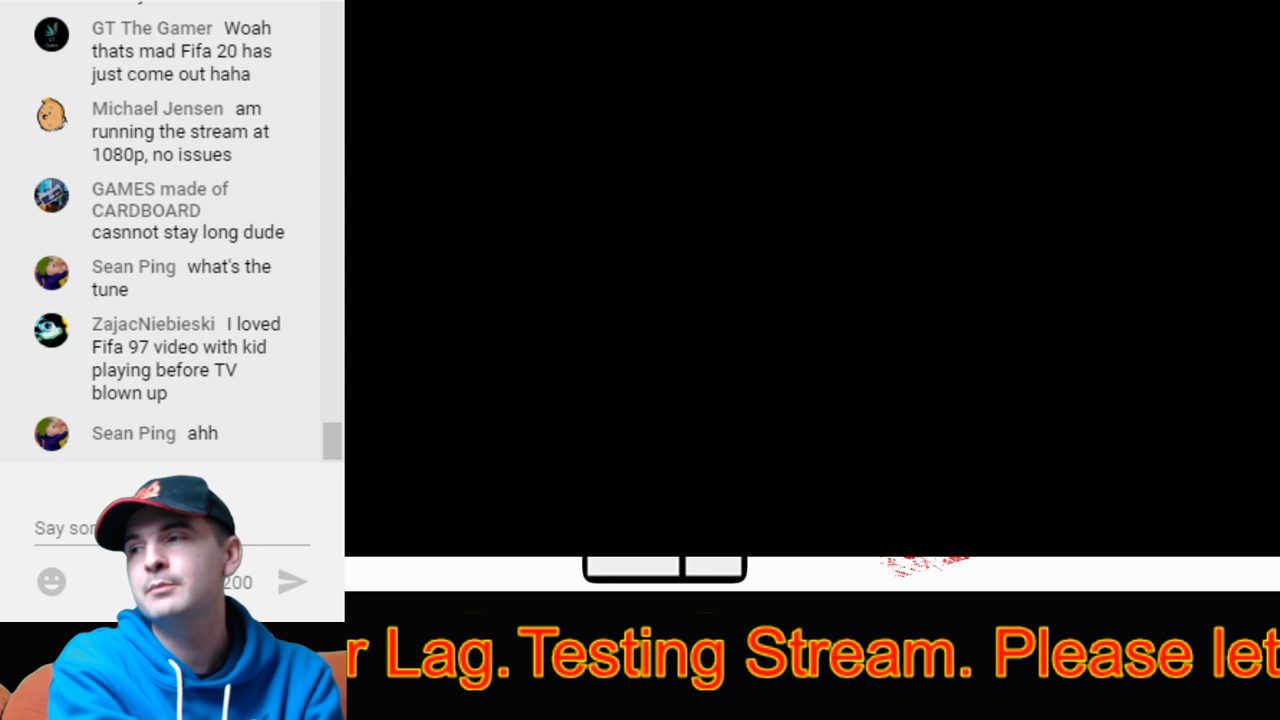 GT The Gamer Woah
thats mad Fifa 20 has
just come out haha
Michael Jensen am
running the stream at
1080p, no issues
GAMES made of
CARDBOARD
casnnot stay long dude
Sean Ping what's the
tune
ZajacNiebieski I loved
Fifa 97 video with kid
playing before TV
blown up
Sean Ping ahh
Say
200
r Lag. Testing Stream. Please let